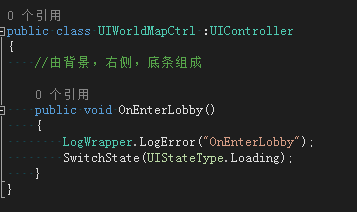 0 个引用
public class UIWorldMapCtrl :UIController
{
//由背景，右侧，底条组成
0 个引用
public void OnEnterLobby()
{
LogWrapper.LogError("OnEnterLobby");
SwitchState(UIStateType.Loading);
}
}